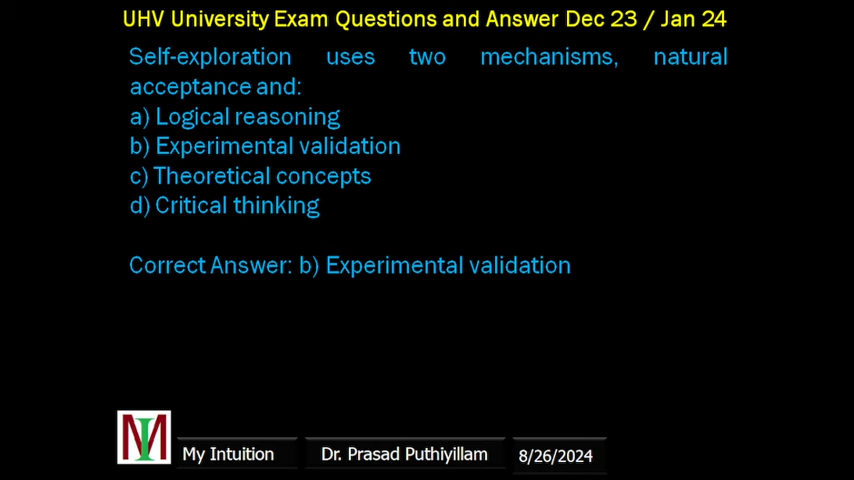 UHV University Exam Questions and Answer Dec 23 / Jan 24
Self-exploration uses two mechanisms, natural
acceptance and:
a) Logical reasoning
b) Experimental validation
c) Theoretical concepts
d) Critical thinking
Correct Answer: b) Experimental validation
MI
My Intuition
Dr. Prasad Puthiyillam
8/26/2024